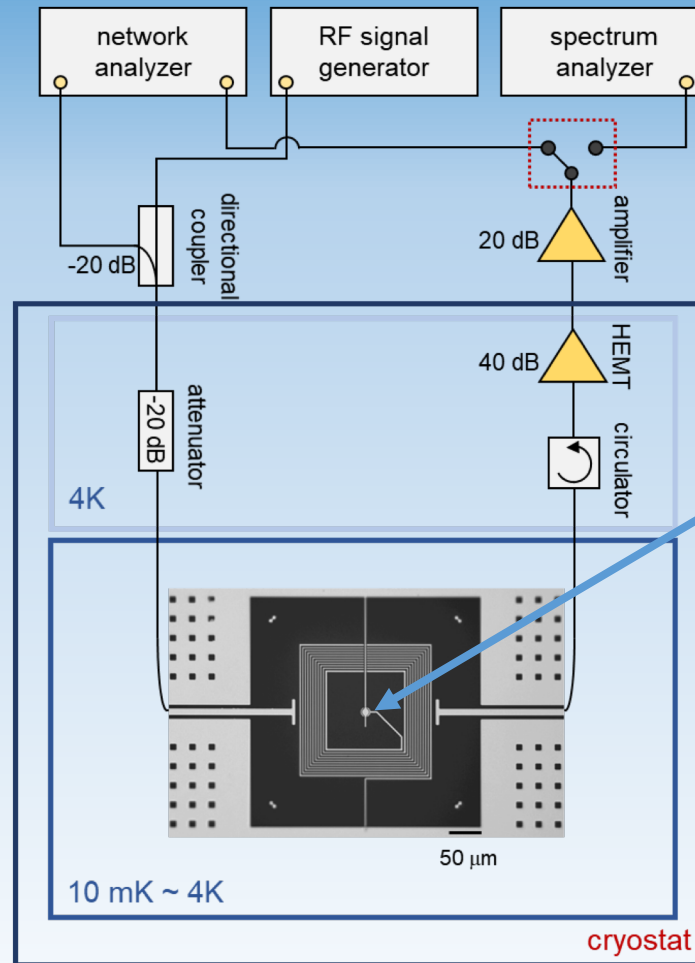 network
analyzer
RF signal
generator
spectrum
analyzer
directional
coupler
-20 dB
amplifier
20 dB
HEMT
40 dB
attenuator
-20 dB
circulator
4K
50 μm
10 mK ~ 4K
cryostat